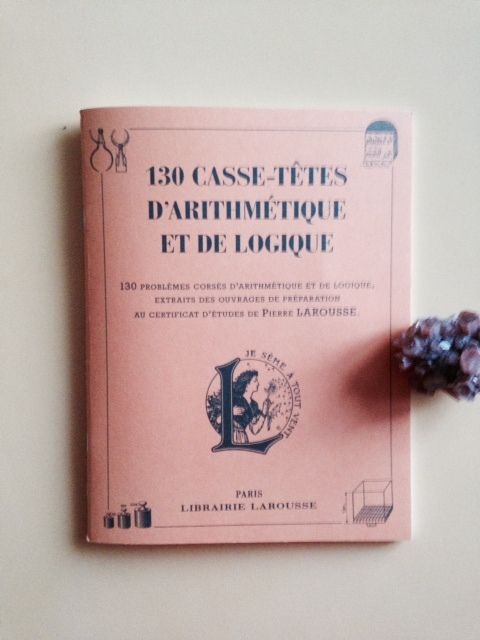 130 CASSE-TÊTES
D'ARITHMÉTIQUE
ET DE LOGIQUE
130 PROBLÈMES CORSÉS D'ARITHMÉTIQUE ET DE LOGIQUE,
EXTRAITS DES OUVRAGES DE PRÉPARATION
AU CERTIFICAT D'ÉTUDES DE PIERRE LAROUSSE.
JE SÈME À TOUT VENT
L
PARIS
LIBRAIRIE LAROUSSE